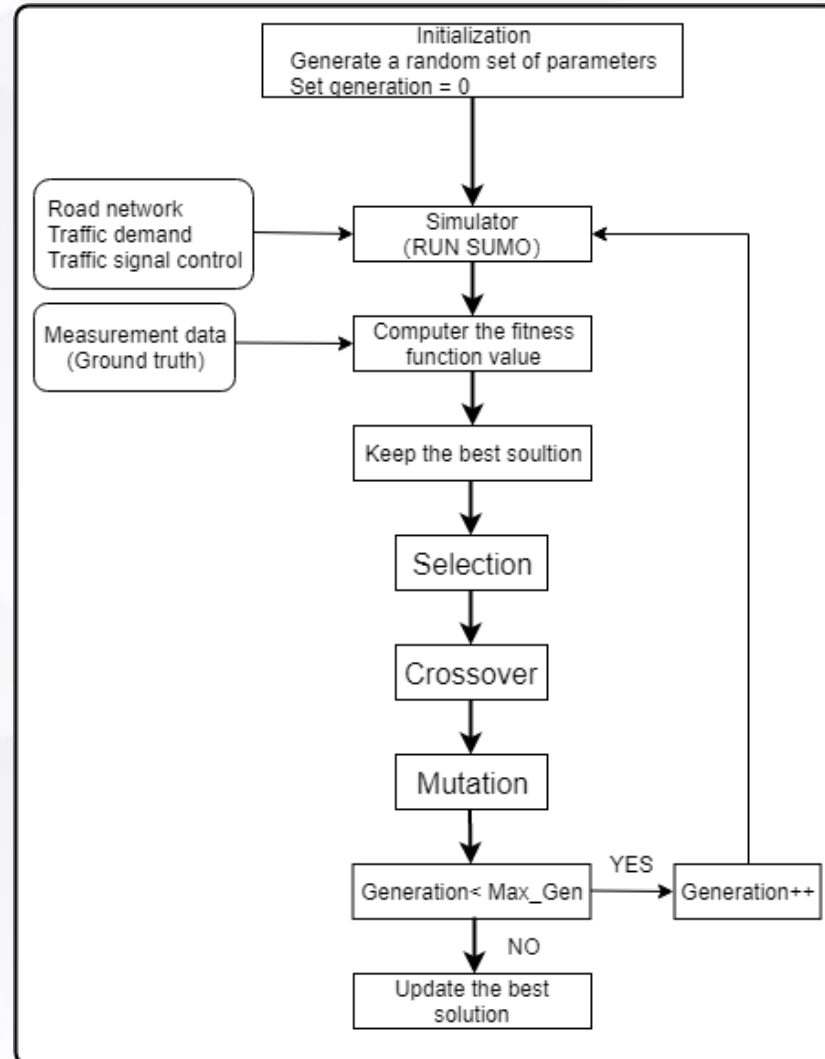 Initialization
Generate a random set of parameters
Set generation = 0
Road network
Traffic demand
Traffic signal control
Simulator
(RUN SUMO)
Measurement data
(Ground truth)
Computer the fitness
function value
Keep the best soultion
Selection
Crossover
Mutation
Generation< Max_Gen
YES
Generation++
NO
Update the best
solution